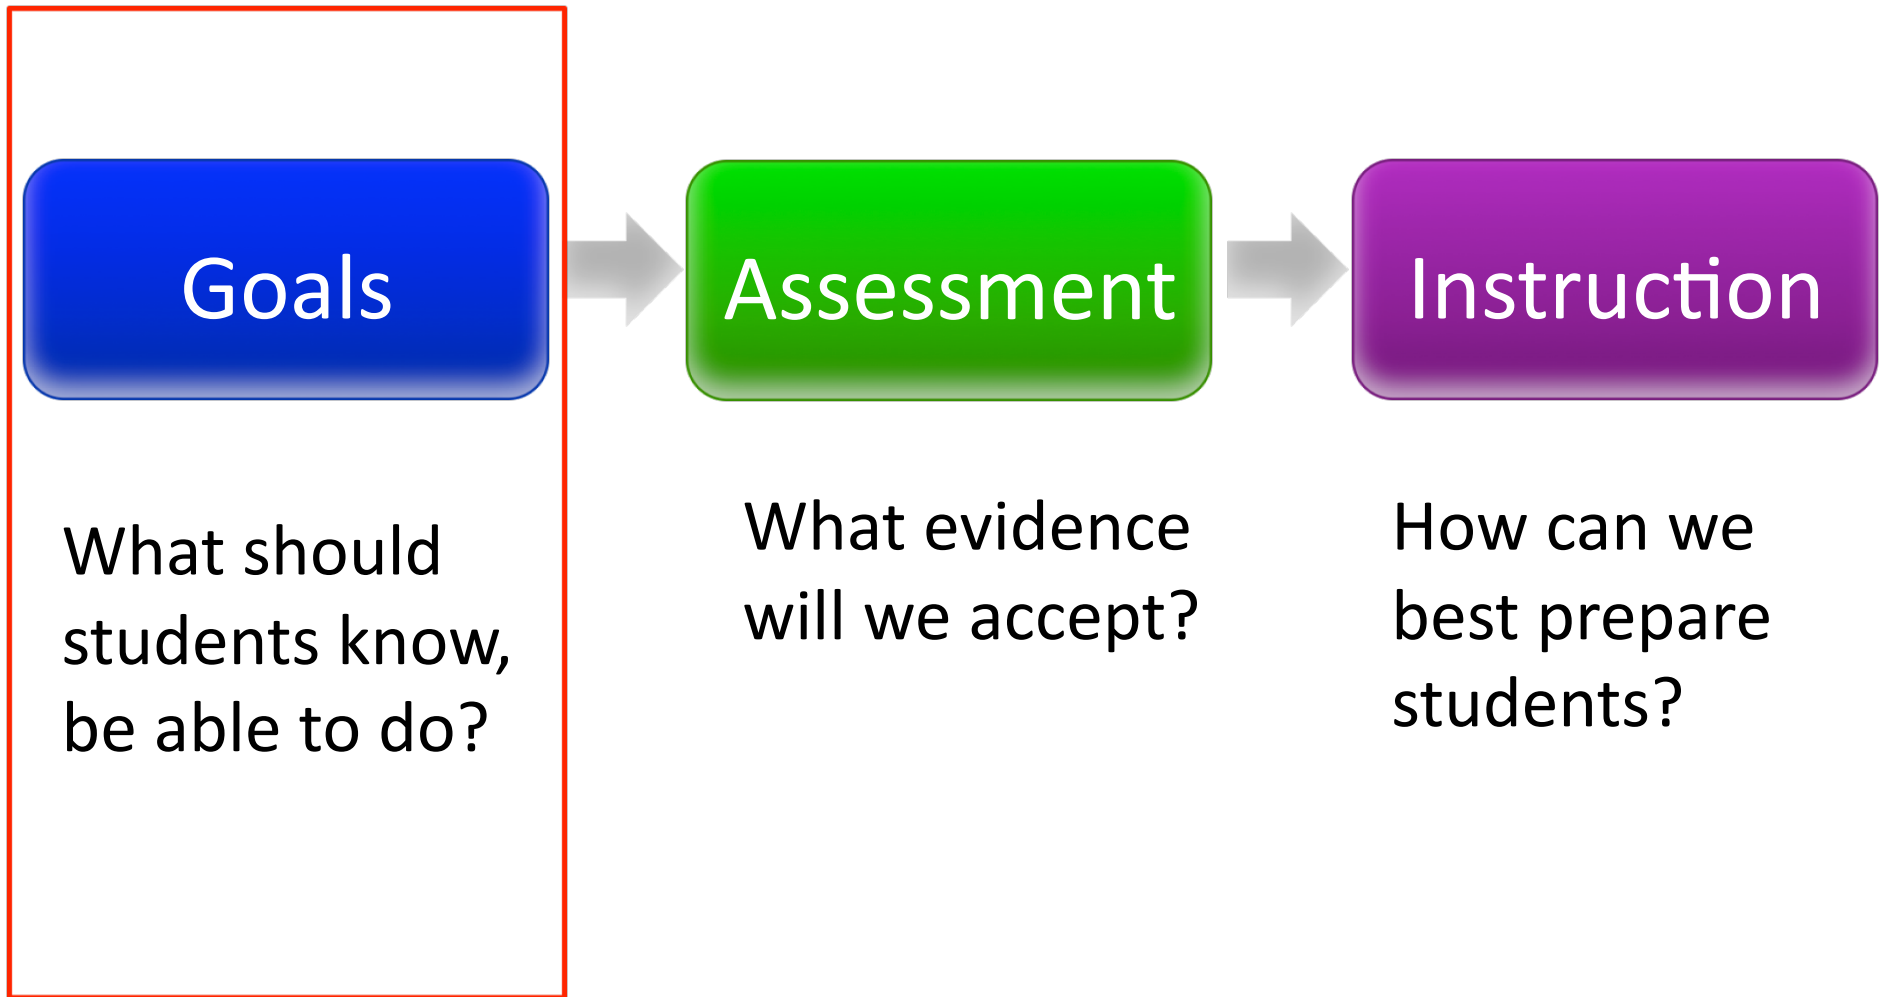 Goals
Assessment
Instruction
What should
students know,
be able to do?
What evidence
will we accept?
How can we
best prepare
students?